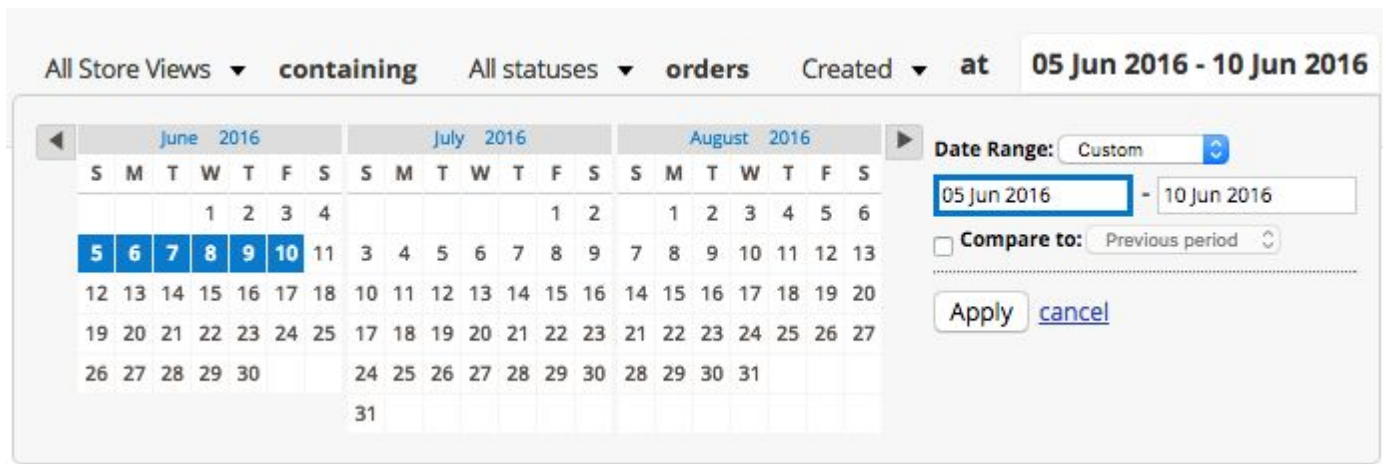 All Store Views ▼ containing All statuses ▼ orders Created ▼ at 05 Jun 2016 - 10 Jun 2016
◀ June 2016 July 2016 August 2016 ▶
S M T W T F S S M T W T F S S M T W T F S
1 2 3 4 1 2 1 2 3 4 5 6
5 6 7 8 9 10 11 3 4 5 6 7 8 9 7 8 9 10 11 12 13
12 13 14 15 16 17 18 10 11 12 13 14 15 16 14 15 16 17 18 19 20
19 20 21 22 23 24 25 17 18 19 20 21 22 23 21 22 23 24 25 26 27
26 27 28 29 30 24 25 26 27 28 29 30 28 29 30 31
31
Date Range: Custom
05 Jun 2016 - 10 Jun 2016
Compare to: Previous period
Apply cancel